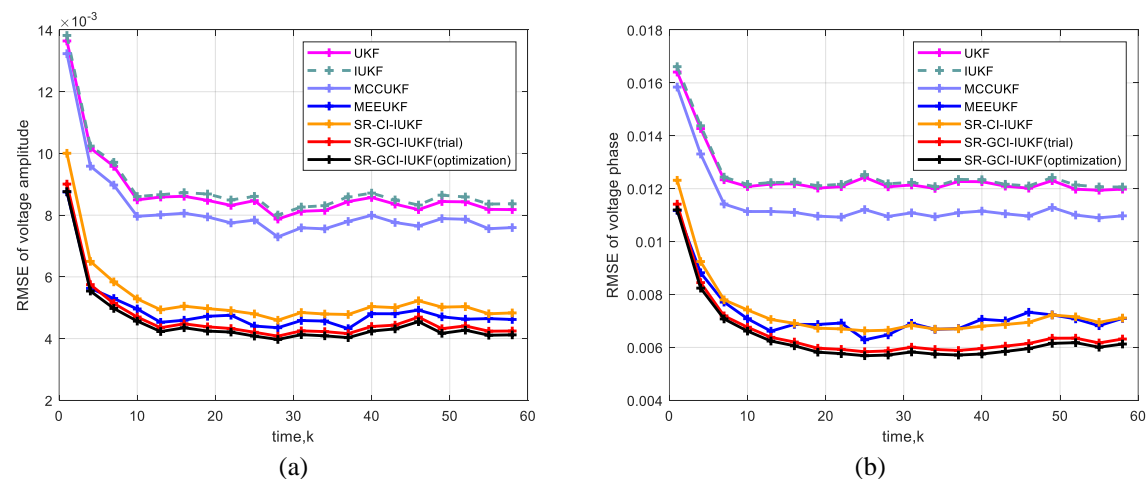 ×10⁻³
14
12
10
8
6
4
2
RMSE of voltage amplitude
0 10 20 30 40 50 60
time,k
UKF
IUKF
MCCUKF
MEEUKF
SR-CI-IUKF
SR-GCI-IUKF(trial)
SR-GCI-IUKF(optimization)
(a)
0.018
0.016
0.014
0.012
0.01
0.008
0.006
0.004
RMSE of voltage phase
0 10 20 30 40 50 60
time,k
UKF
IUKF
MCCUKF
MEEUKF
SR-CI-IUKF
SR-GCI-IUKF(trial)
SR-GCI-IUKF(optimization)
(b)